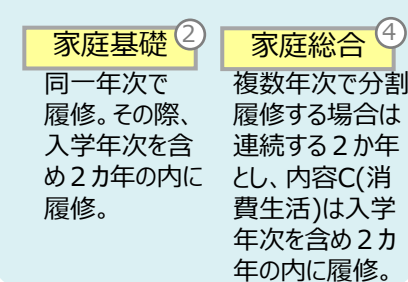 家庭基礎②
同一年次で
履修。その際、
入学年次を含
め２カ年の内に
履修。
家庭総合④
複数年次で分割
履修する場合は
連続する２か年
とし、内容C(消
費生活)は入学
年次を含め２カ
年の内に履修。